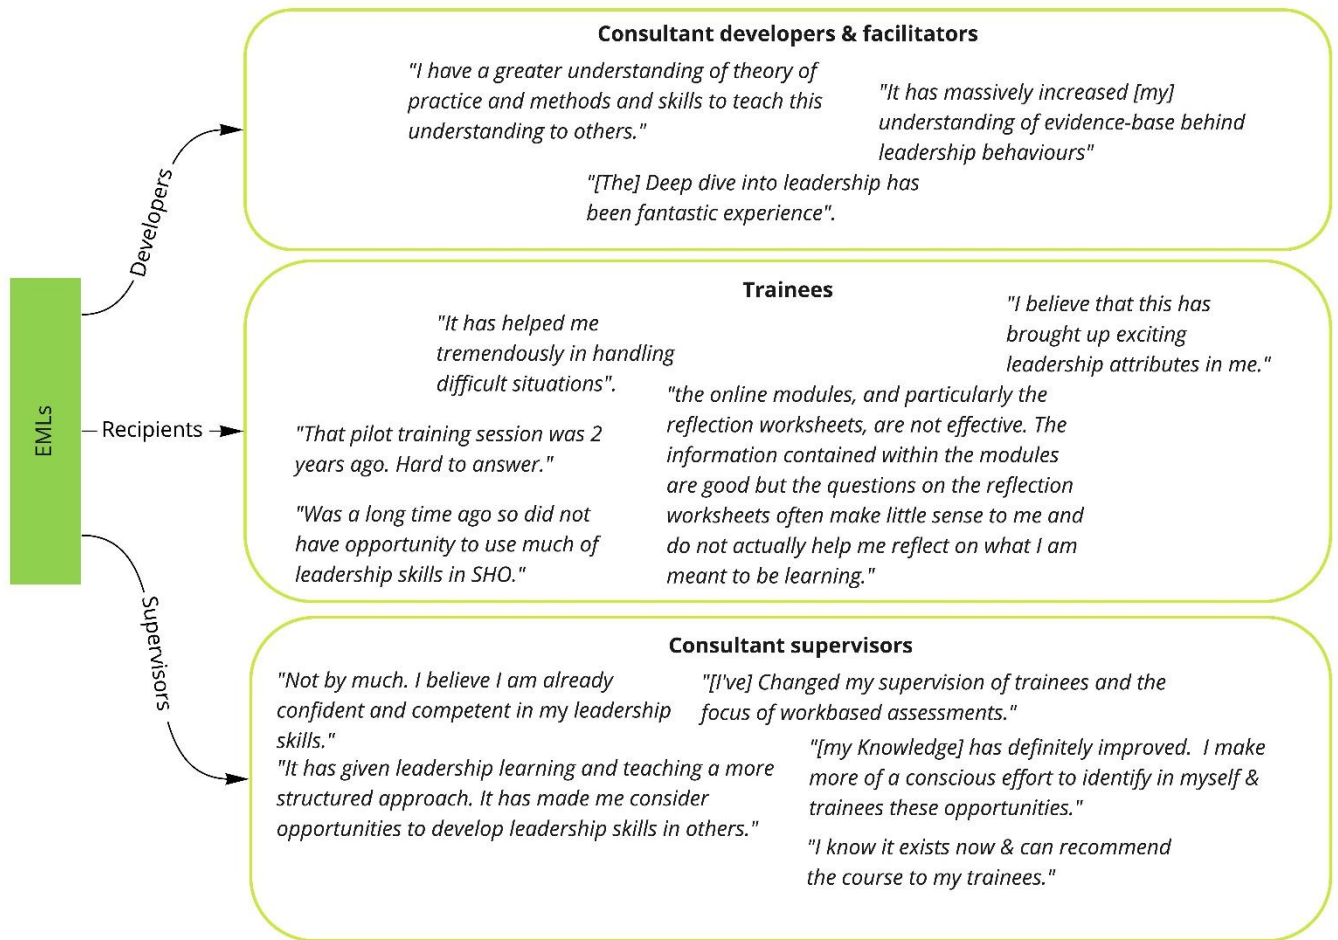 EMLs
Developers
Consultant developers & facilitators
"I have a greater understanding of theory of
practice and methods and skills to teach this
understanding to others."
"It has massively increased [my]
understanding of evidence-base behind
leadership behaviours"
"[The] Deep dive into leadership has
been fantastic experience".
Recipients
Trainees
"It has helped me
tremendously in handling
difficult situations".
"I believe that this has
brought up exciting
leadership attributes in me."
"That pilot training session was 2
years ago. Hard to answer."
"Was a long time ago so did not
have opportunity to use much of
leadership skills in SHO."
"the online modules, and particularly the
reflection worksheets, are not effective. The
information contained within the modules
are good but the questions on the reflection
worksheets often make little sense to me and
do not actually help me reflect on what I am
meant to be learning."
Supervisors
Consultant supervisors
"Not by much. I believe I am already
confident and competent in my leadership
skills."
"It has given leadership learning and teaching a more
structured approach. It has made me consider
opportunities to develop leadership skills in others."
"[I've] Changed my supervision of trainees and the
focus of workbased assessments."
"[my Knowledge] has definitely improved.  I make
more of a conscious effort to identify in myself &
trainees these opportunities."
"I know it exists now & can recommend
the course to my trainees."